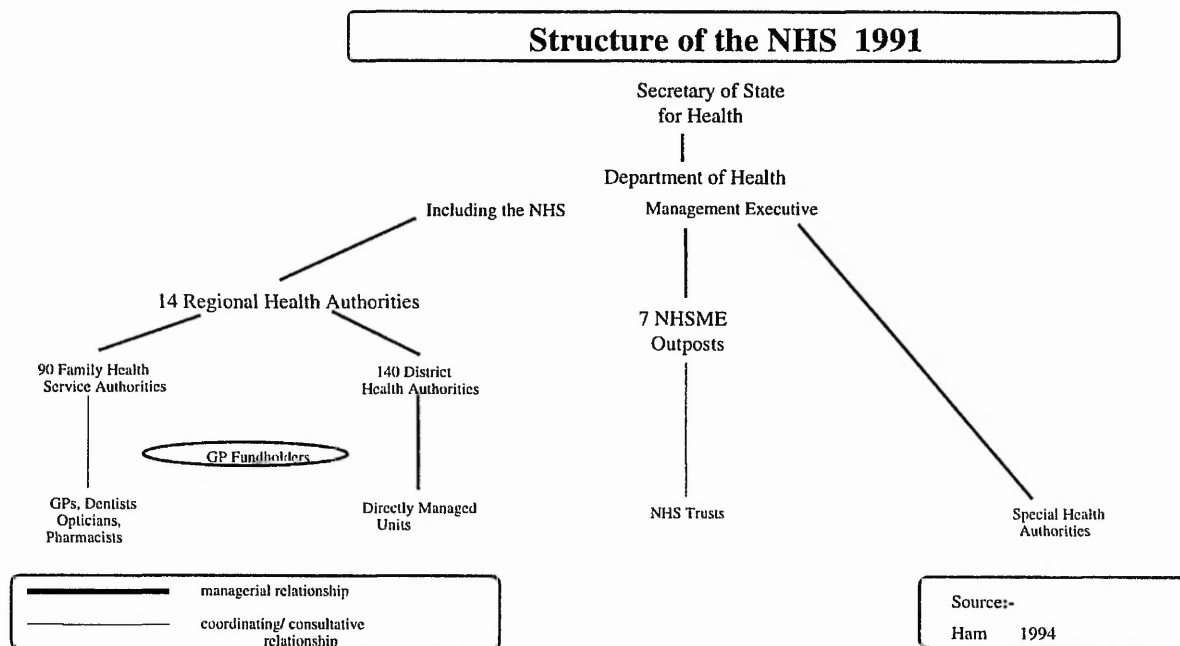 Structure of the NHS 1991
Secretary of State
for Health
Department of Health
Including the NHS
Management Executive
14 Regional Health Authorities
7 NHSME
Outposts
90 Family Health
Service Authorities
140 District
Health Authorities
GP Fundholders
GPs, Dentists
Opticians,
Pharmacists
Directly Managed
Units
NHS Trusts
Special Health
Authorities
managerial relationship
coordinating/ consultative
relationship
Source:-
Ham 1994